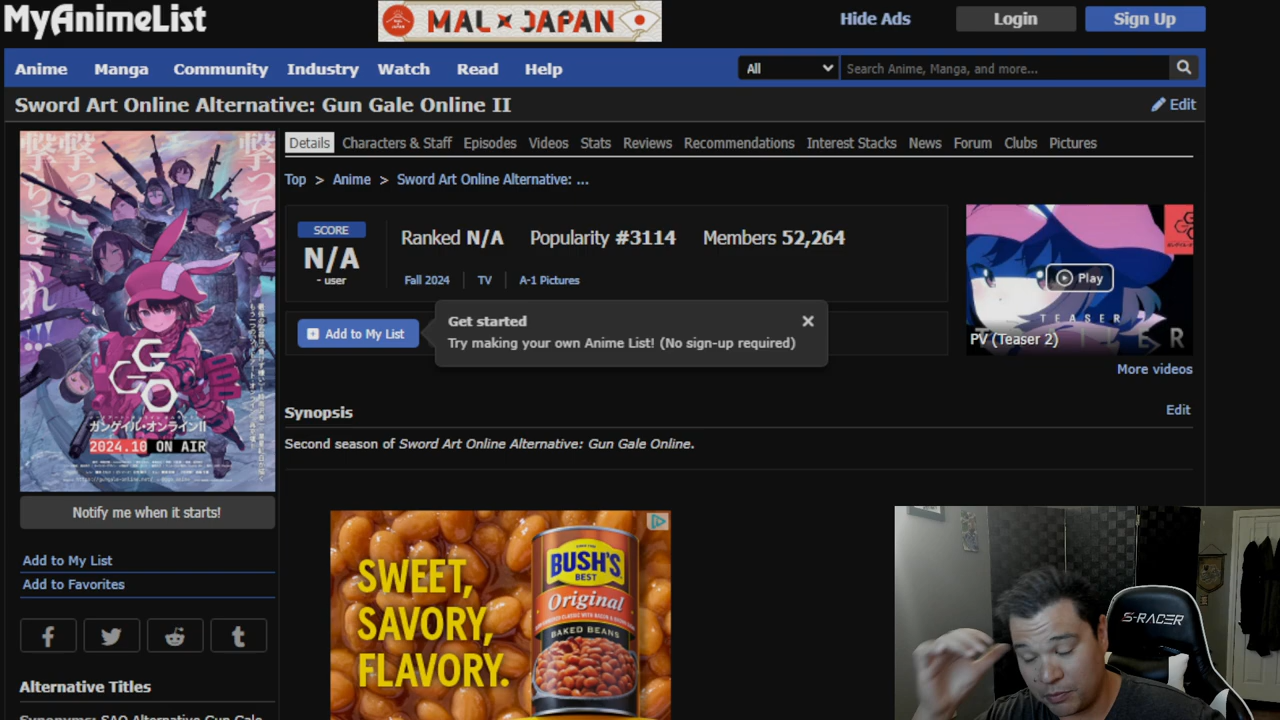 MyAnimeList
MAL x JAPAN
Hide Ads
Login
Sign Up
Anime
Manga
Community
Industry
Watch
Read
Help
All
Search Anime, Manga, and more...
Sword Art Online Alternative: Gun Gale Online II
Edit
Details
Characters & Staff
Episodes
Videos
Stats
Reviews
Recommendations
Interest Stacks
News
Forum
Clubs
Pictures
Top > Anime > Sword Art Online Alternative: ...
SCORE
N/A
- user
Ranked N/A
Popularity #3114
Members 52,264
Fall 2024
TV
A-1 Pictures
Add to My List
Get started
Try making your own Anime List! (No sign-up required)
Play
TEASER
PV (Teaser 2)
More videos
Synopsis
Edit
Second season of Sword Art Online Alternative: Gun Gale Online.
GGO
ガンゲイル・オンラインII
2024.10 ON AIR
Notify me when it starts!
Add to My List
Add to Favorites
Alternative Titles
Synonyms: SAO Alternative Gun Gale
SWEET,
SAVORY,
FLAVORY.
BUSH'S
BEST
Original
BAKED BEANS
S-RACER